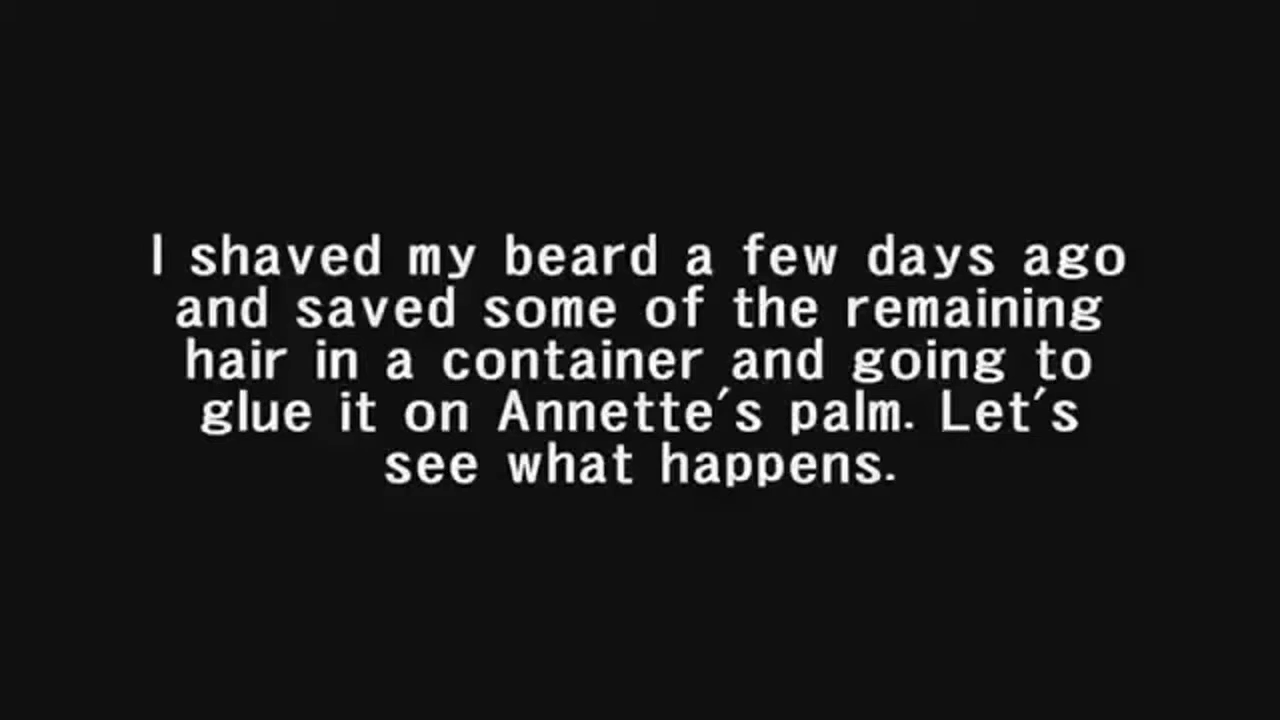 I shaved my beard a few days ago
and saved some of the remaining
hair in a container and going to
glue it on Annette's palm. Let's
see what happens.